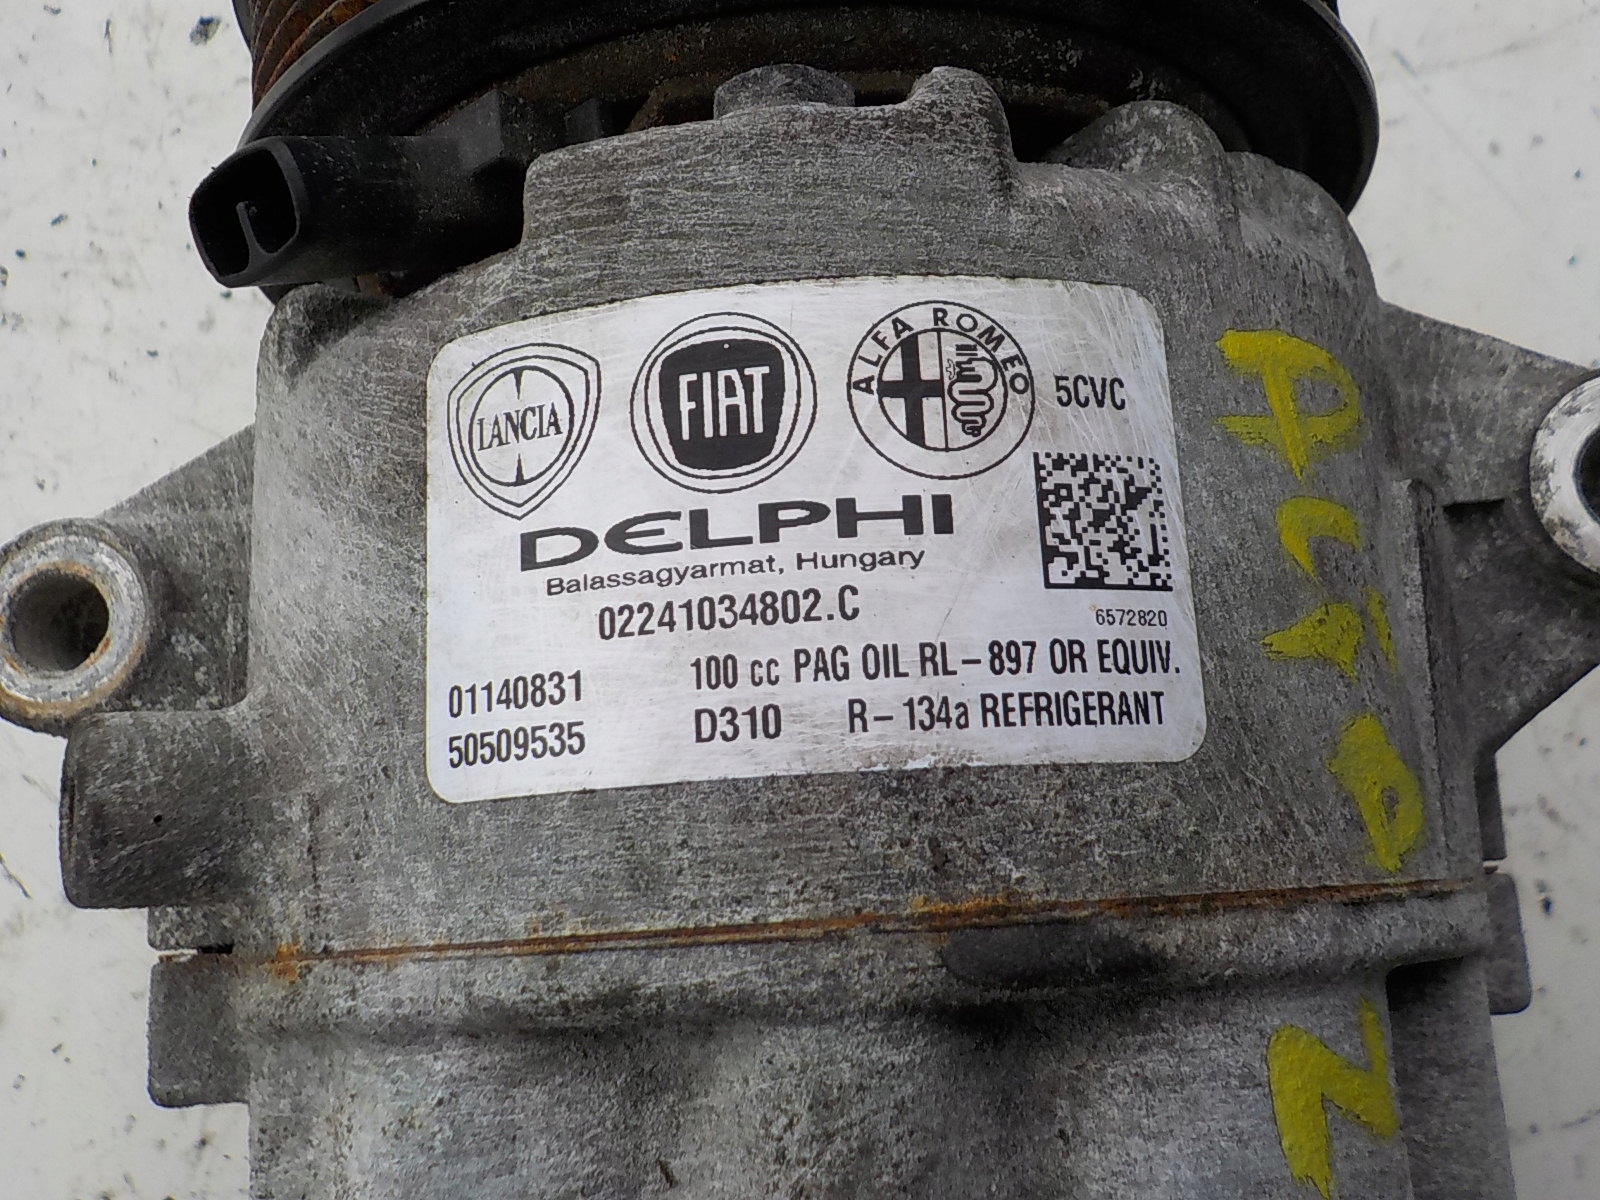 LANCIA
FIAT
ALFA ROMEO
5CVC
DELPHI
Balassagyarmat, Hungary
02241034802.C
6572820
01140831
100 cc PAG OIL RL-897 OR EQUIV.
50509535
D310
R-134a REFRIGERANT